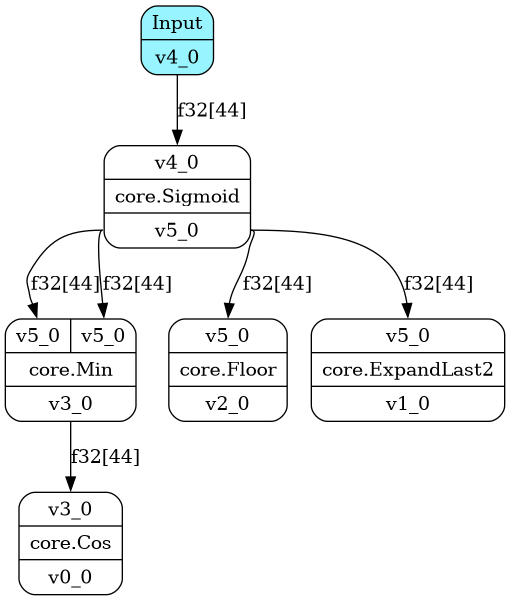 Input
v4_0
f32[44]
v4_0
core.Sigmoid
v5_0
f32[44]
f32[44]
f32[44]
f32[44]
v5_0
v5_0
core.Min
v3_0
v5_0
core.Floor
v2_0
v5_0
core.ExpandLast2
v1_0
f32[44]
v3_0
core.Cos
v0_0